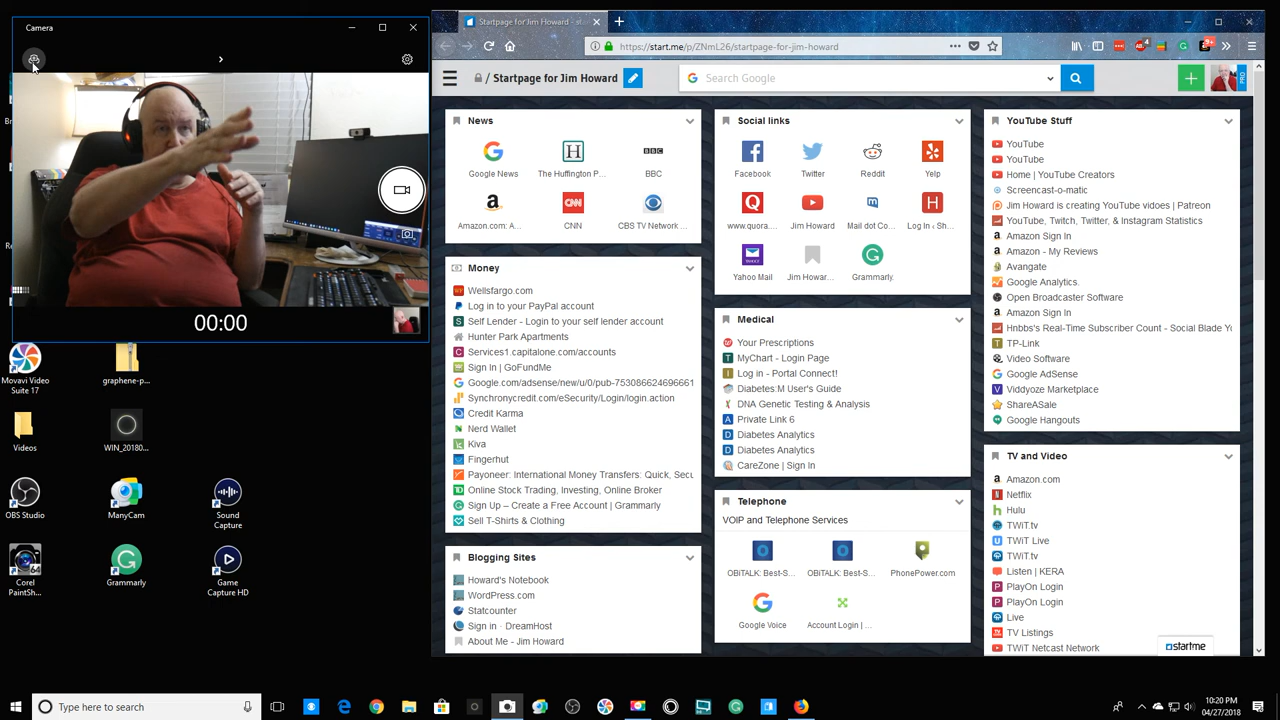 Camera
00:00
Movavi Video
Suite 17
graphene-p...
Videos
WIN_20180...
OBS Studio
ManyCam
Sound
Capture
Corel
PaintSh...
Grammarly
Game
Capture HD
Startpage for Jim Howard - sta
https://start.me/p/ZNmL26/startpage-for-jim-howard
/ Startpage for Jim Howard
Search Google
PRO
News
Google News
The Huffington P...
BBC
Amazon.com: A...
CNN
CBS TV Network ...
Money
Wellsfargo.com
Log in to your PayPal account
Self Lender - Login to your self lender account
Hunter Park Apartments
Services1.capitalone.com/accounts
Sign In | GoFundMe
Google.com/adsense/new/u/0/pub-753086624696661
Synchronycredit.com/eSecurity/Login/login.action
Credit Karma
Nerd Wallet
Kiva
Fingerhut
Payoneer: International Money Transfers: Quick, Secu
Online Stock Trading, Investing, Online Broker
Sign Up – Create a Free Account | Grammarly
Sell T-Shirts & Clothing
Blogging Sites
Howard's Notebook
WordPress.com
Statcounter
Sign in · DreamHost
About Me - Jim Howard
Social links
Facebook
Twitter
Reddit
Yelp
www.quora...
Jim Howard
Mail dot Co...
Log In ‹ Sh...
Yahoo Mail
Jim Howar...
Grammarly.
Medical
Your Prescriptions
MyChart - Login Page
Log in - Portal Connect!
Diabetes:M User's Guide
DNA Genetic Testing & Analysis
Private Link 6
Diabetes Analytics
Diabetes Analytics
CareZone | Sign In
Telephone
VOIP and Telephone Services
OBiTALK: Best-S...
OBiTALK: Best-S...
PhonePower.com
Google Voice
Account Login | ...
YouTube Stuff
YouTube
YouTube
Home | YouTube Creators
Screencast-o-matic
Jim Howard is creating YouTube vidoes | Patreon
YouTube, Twitch, Twitter, & Instagram Statistics
Amazon Sign In
Amazon - My Reviews
Avangate
Google Analytics.
Open Broadcaster Software
Amazon Sign In
Hnbbs's Real-Time Subscriber Count - Social Blade Yo
TP-Link
Video Software
Google AdSense
Viddyoze Marketplace
ShareASale
Google Hangouts
TV and Video
Amazon.com
Netflix
Hulu
TWiT.tv
TWiT Live
TWiT.tv
Listen | KERA
PlayOn Login
PlayOn Login
Live
TV Listings
TWiT Netcast Network
startme
Type here to search
10:20 PM
04/27/2018